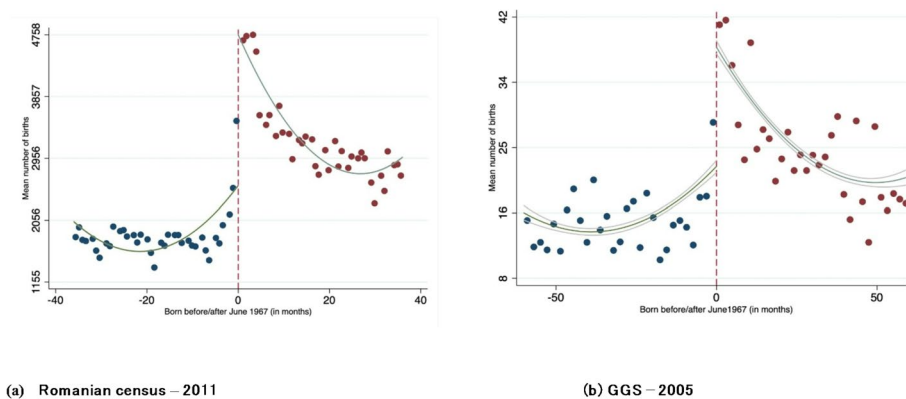 4758
3857
2956
2056
1155
Mean number of births
-40 -20 0 20 40
Born before/after June 1967 (in months)
42
34
25
16
8
Mean number of births
-50 0 50
Born before/after June1967 (in months)
(a) Romanian census – 2011
(b) GGS – 2005